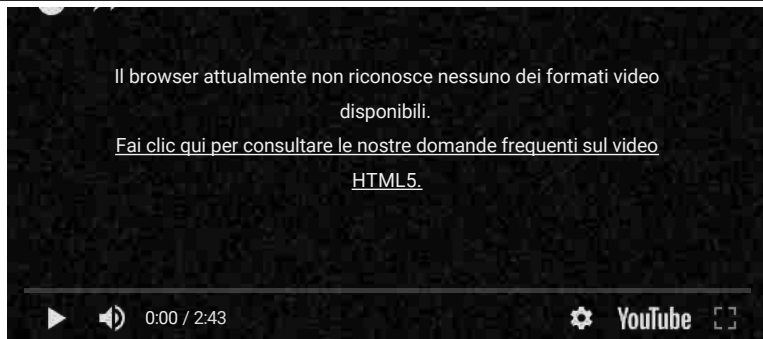 Il browser attualmente non riconosce nessuno dei formati video
disponibili.
Fai clic qui per consultare le nostre domande frequenti sul video
HTML5.
0:00 / 2:43
YouTube